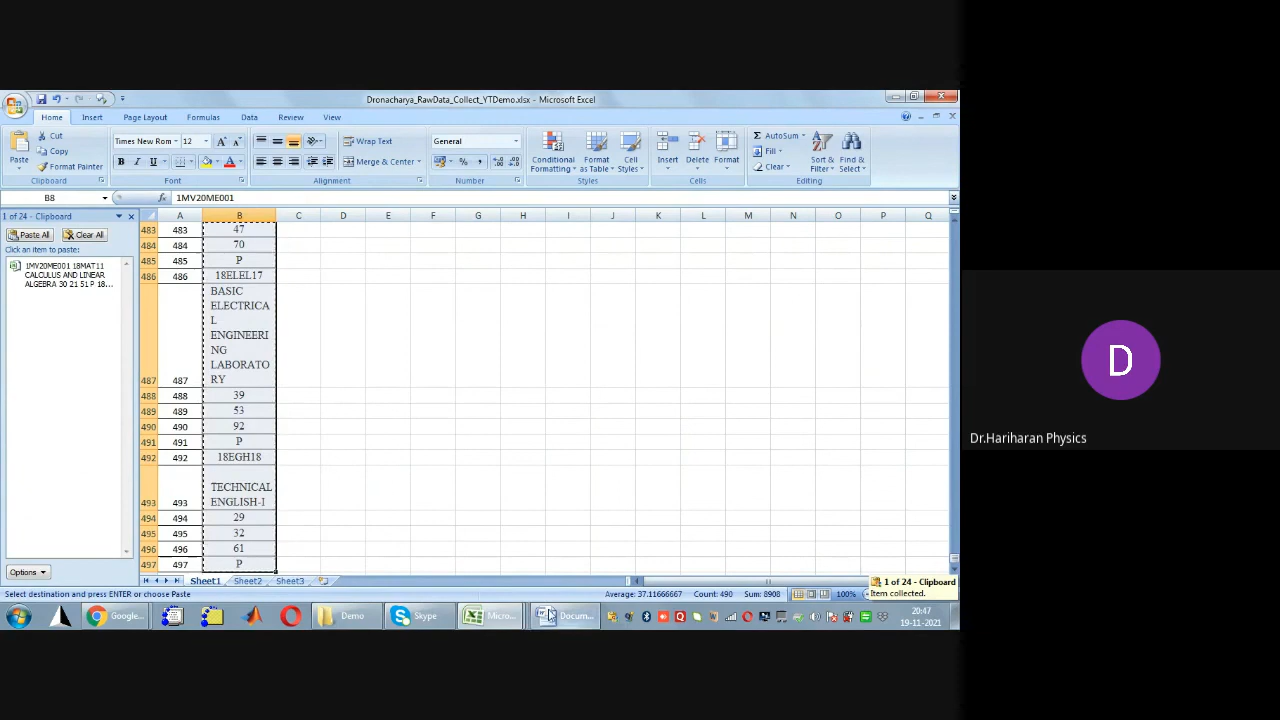 Dronacharya_RawData_Collect_YTDemo.xlsx - Microsoft Excel
Home Insert Page Layout Formulas Data Review View
Paste Cut Copy Format Painter Clipboard
Times New Rom 12 B I U A Font
Wrap Text Merge & Center Alignment
General % , Number
Conditional Formatting Format as Table Cell Styles Styles
Insert Delete Format Cells
AutoSum Fill Clear Sort & Filter Find & Select Editing
B8 fx 1MV20ME001
1 of 24 - Clipboard
Paste All Clear All
Click an item to paste:
1MV20ME001 18MAT11
CALCULUS AND LINEAR
ALGEBRA 30 21 51 P 18...
Options
A B C D E F G H I J K L M N O P Q
483 483 47
484 484 70
485 485 P
486 486 18ELEL17
BASIC
ELECTRICA
L
ENGINEERI
NG
LABORATO
487 487 RY
488 488 39
489 489 53
490 490 92
491 491 P
492 492 18EGH18
TECHNICAL
493 493 ENGLISH-I
494 494 29
495 495 32
496 496 61
497 497 P
Sheet1 Sheet2 Sheet3
1 of 24 - Clipboard
Item collected.
Select destination and press ENTER or choose Paste Average: 37.11666667 Count: 490 Sum: 8908 100%
Google... Demo Skype Micro... Docum...
20:47
19-11-2021
D
Dr.Hariharan Physics